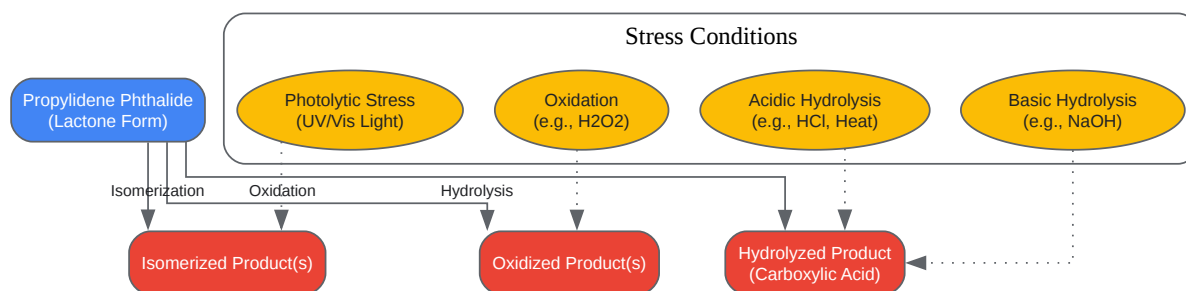 Stress Conditions
Propylidene Phthalide
(Lactone Form)
Photolytic Stress
(UV/Vis Light)
Oxidation
(e.g., H2O2)
Acidic Hydrolysis
(e.g., HCl, Heat)
Basic Hydrolysis
(e.g., NaOH)
Isomerization
Oxidation
Hydrolysis
Isomerized Product(s)
Oxidized Product(s)
Hydrolyzed Product
(Carboxylic Acid)